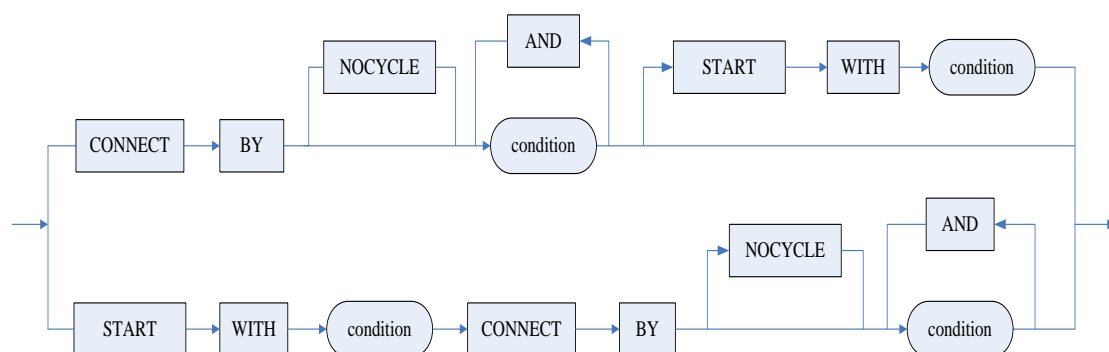 AND
NOCYCLE START WITH condition
CONNECT BY condition
AND
NOCYCLE
START WITH condition CONNECT BY condition